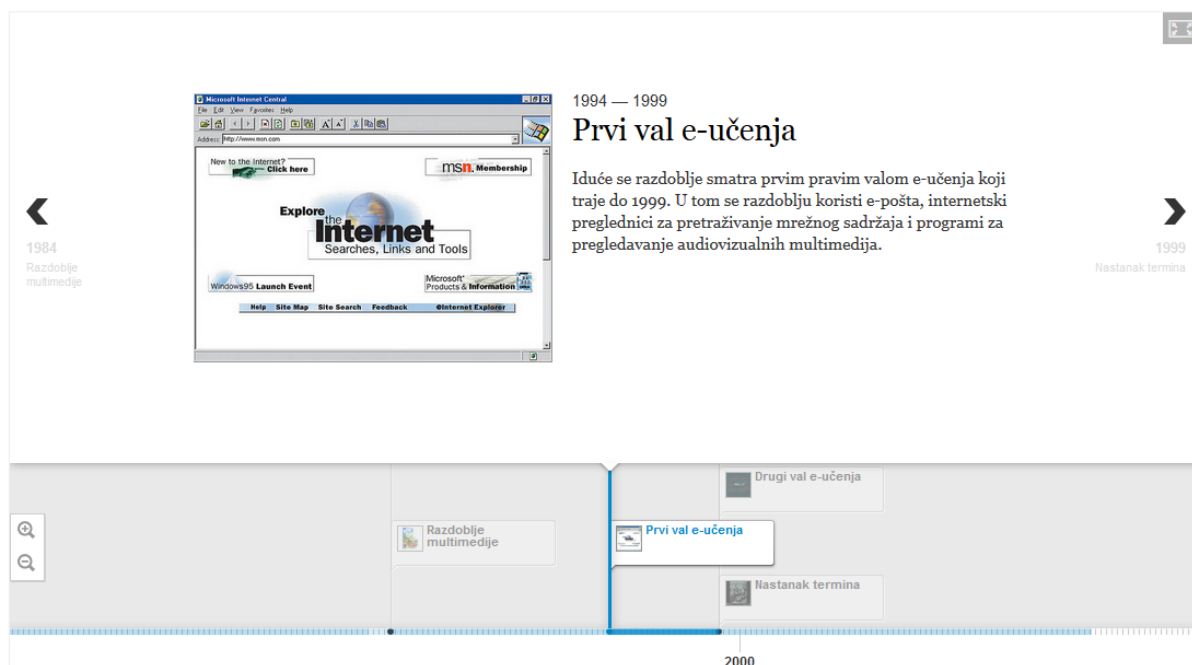 Microsoft Internet Central
File Edit View Favorites Help
Address: http://www.msn.com
New to the Internet?
Click here
msn. Membership
Explore
the
Internet
Searches, Links and Tools
Windows95 Launch Event
Microsoft®
Products & Information
Help Site Map Site Search Feedback @Internet Explorer
1994 — 1999
Prvi val e-učenja
Iduće se razdoblje smatra prvim pravim valom e-učenja koji
traje do 1999. U tom se razdoblju koristi e-pošta, internetski
preglednici za pretraživanje mrežnog sadržaja i programi za
pregledavanje audiovizualnih multimedija.
1984
Razdoblje
multimedije
1999
Nastanak termina
Drugi val e-učenja
Razdoblje
multimedije
Prvi val e-učenja
Nastanak termina
2000